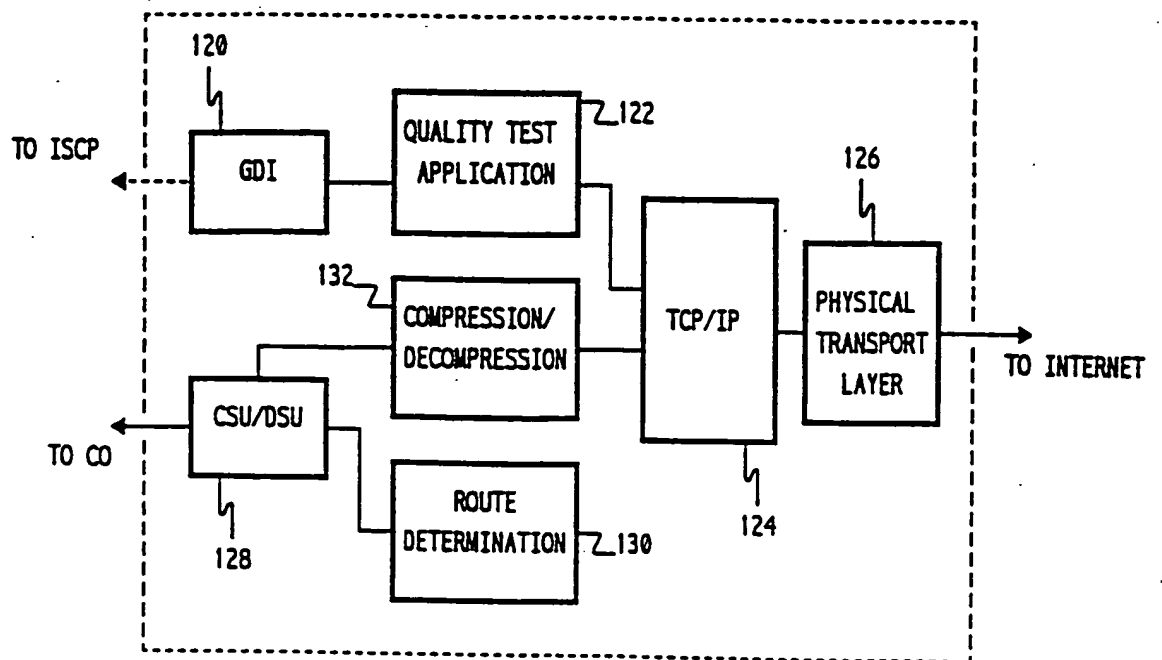 120
TO ISCP
GDI
QUALITY TEST
APPLICATION
122
132
COMPRESSION/
DECOMPRESSION
TCP/IP
126
PHYSICAL
TRANSPORT
LAYER
TO INTERNET
CSU/DSU
TO CO
128
ROUTE
DETERMINATION
130
124